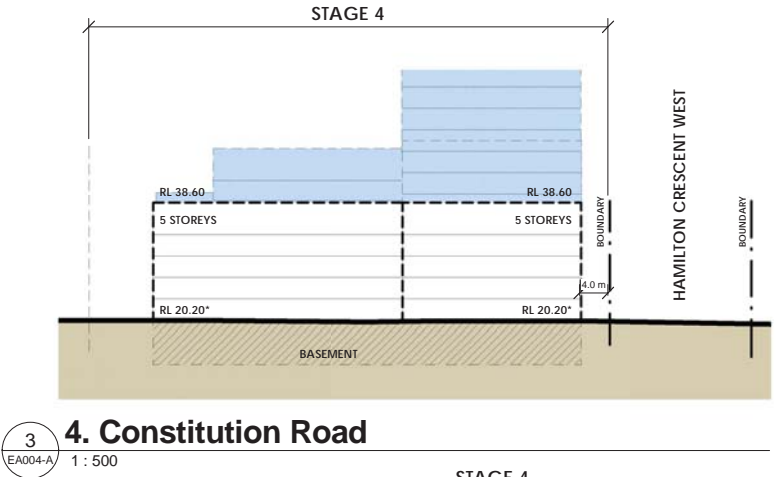 STAGE 4
RL 38.60
RL 38.60
5 STOREYS
5 STOREYS
BOUNDARY
HAMILTON CRESCENT WEST
BOUNDARY
4.0 m
RL 20.20*
RL 20.20*
BASEMENT
3
EA004-A
4. Constitution Road
1 : 500
STAGE 4